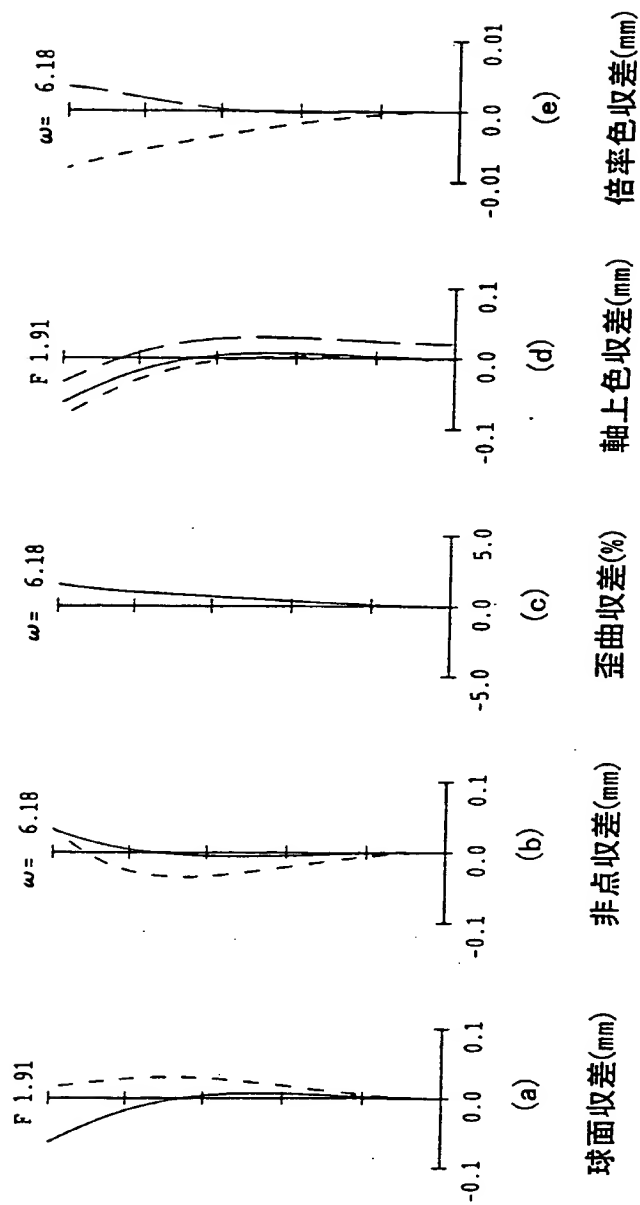 F 1.91
-0.1 0.0 0.1
(a)
球面収差(mm)
ω= 6.18
-0.1 0.0 0.1
(b)
非点収差(mm)
ω= 6.18
-5.0 0.0 5.0
(c)
歪曲収差(%)
F 1.91
-0.1 0.0 0.1
(d)
軸上色収差(mm)
ω= 6.18
-0.01 0.0 0.01
(e)
倍率色収差(mm)